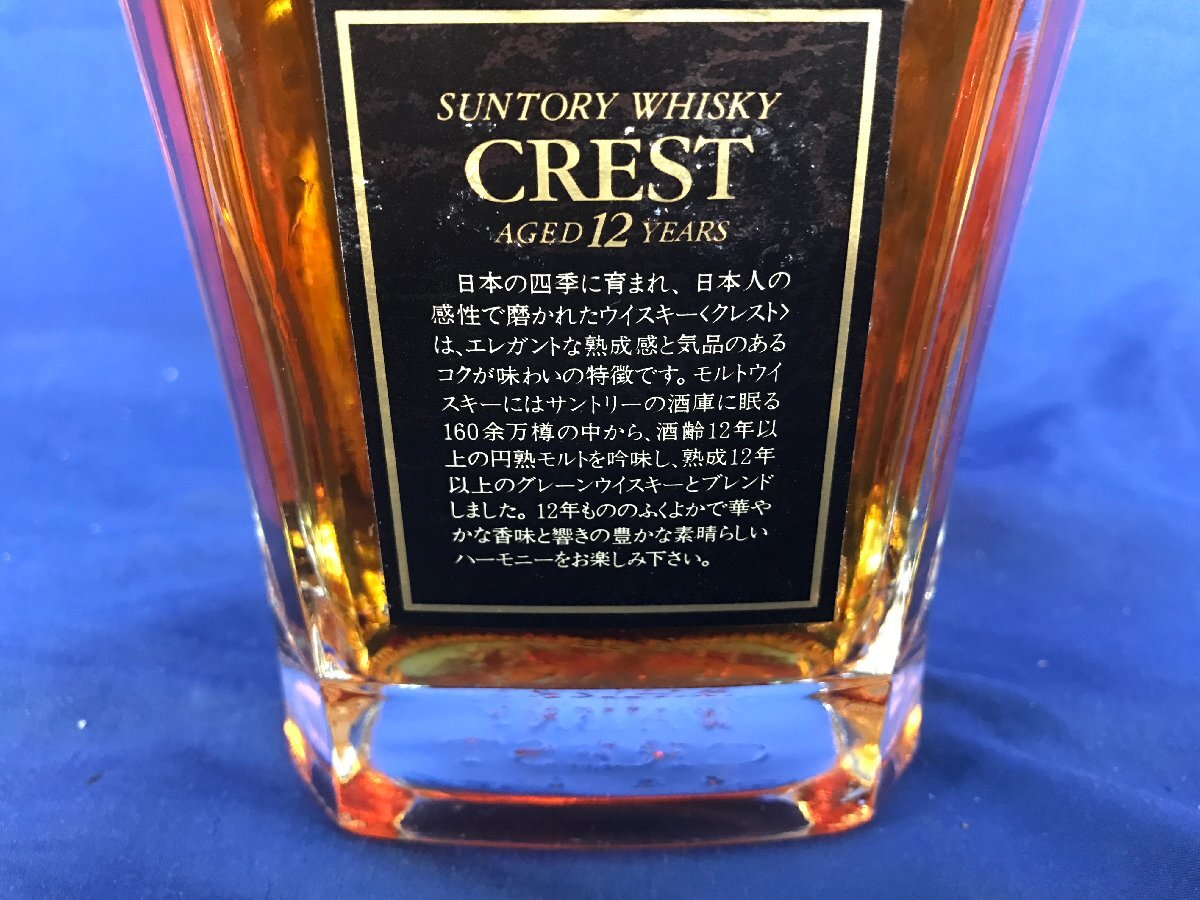 SUNTORY WHISKY
CREST
AGED 12 YEARS
日本の四季に育まれ、日本人の
感性で磨かれたウイスキー〈クレスト〉
は、エレガントな熟成感と気品のある
コクが味わいの特徴です。モルトウイ
スキーにはサントリーの酒庫に眠る
160余万樽の中から、酒齢12年以
上の円熟モルトを吟味し、熟成12年
以上のグレーンウイスキーとブレンド
しました。12年もののふくよかで華や
かな香味と響きの豊かな素晴らしい
ハーモニーをお楽しみ下さい。